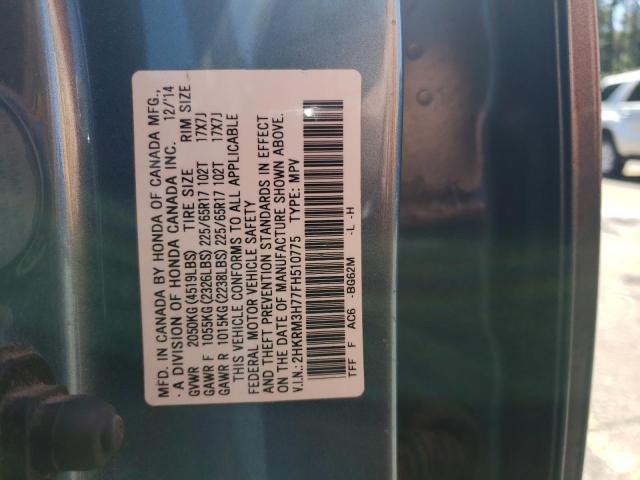 MFD. IN CANADA BY HONDA OF CANADA MFG.,
A DIVISION OF HONDA CANADA INC. 12/'14
GVWR 2050KG (4519LBS) TIRE SIZE RIM SIZE
GAWR F 1055KG (2326LBS) 225/65R17 102T 17X7J
GAWR R 1015KG (2238LBS) 225/65R17 102T 17X7J
THIS VEHICLE CONFORMS TO ALL APPLICABLE
FEDERAL MOTOR VEHICLE SAFETY
AND THEFT PREVENTION STANDARDS IN EFFECT
ON THE DATE OF MANUFACTURE SHOWN ABOVE.
V.I.N.: 2HKRM3H77FH510775 TYPE: MPV
TFF F AC6 -BG62M -L -H